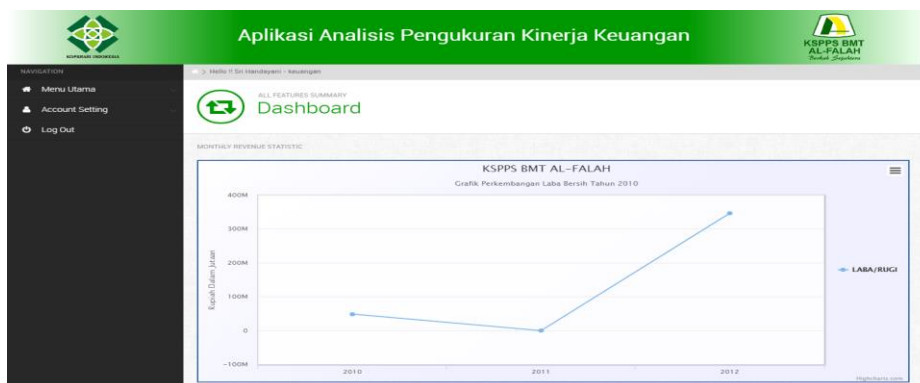 KOPERASI INDONESIA
Aplikasi Analisis Pengukuran Kinerja Keuangan
KSPPS BMT
AL-FALAH
Berkah Sejahtera
NAVIGATION
> Hello !! Sri Handayani - keuangan
Menu Utama
Account Setting
Log Out
ALL FEATURES SUMMARY
Dashboard
MONTHLY REVENUE STATISTIC
KSPPS BMT AL-FALAH
Grafik Perkembangan Laba Bersih Tahun 2010
Rupiah Dalam Jutaan
400M
300M
200M
100M
0
-100M
2010
2011
2012
LABA/RUGI
Highcharts.com